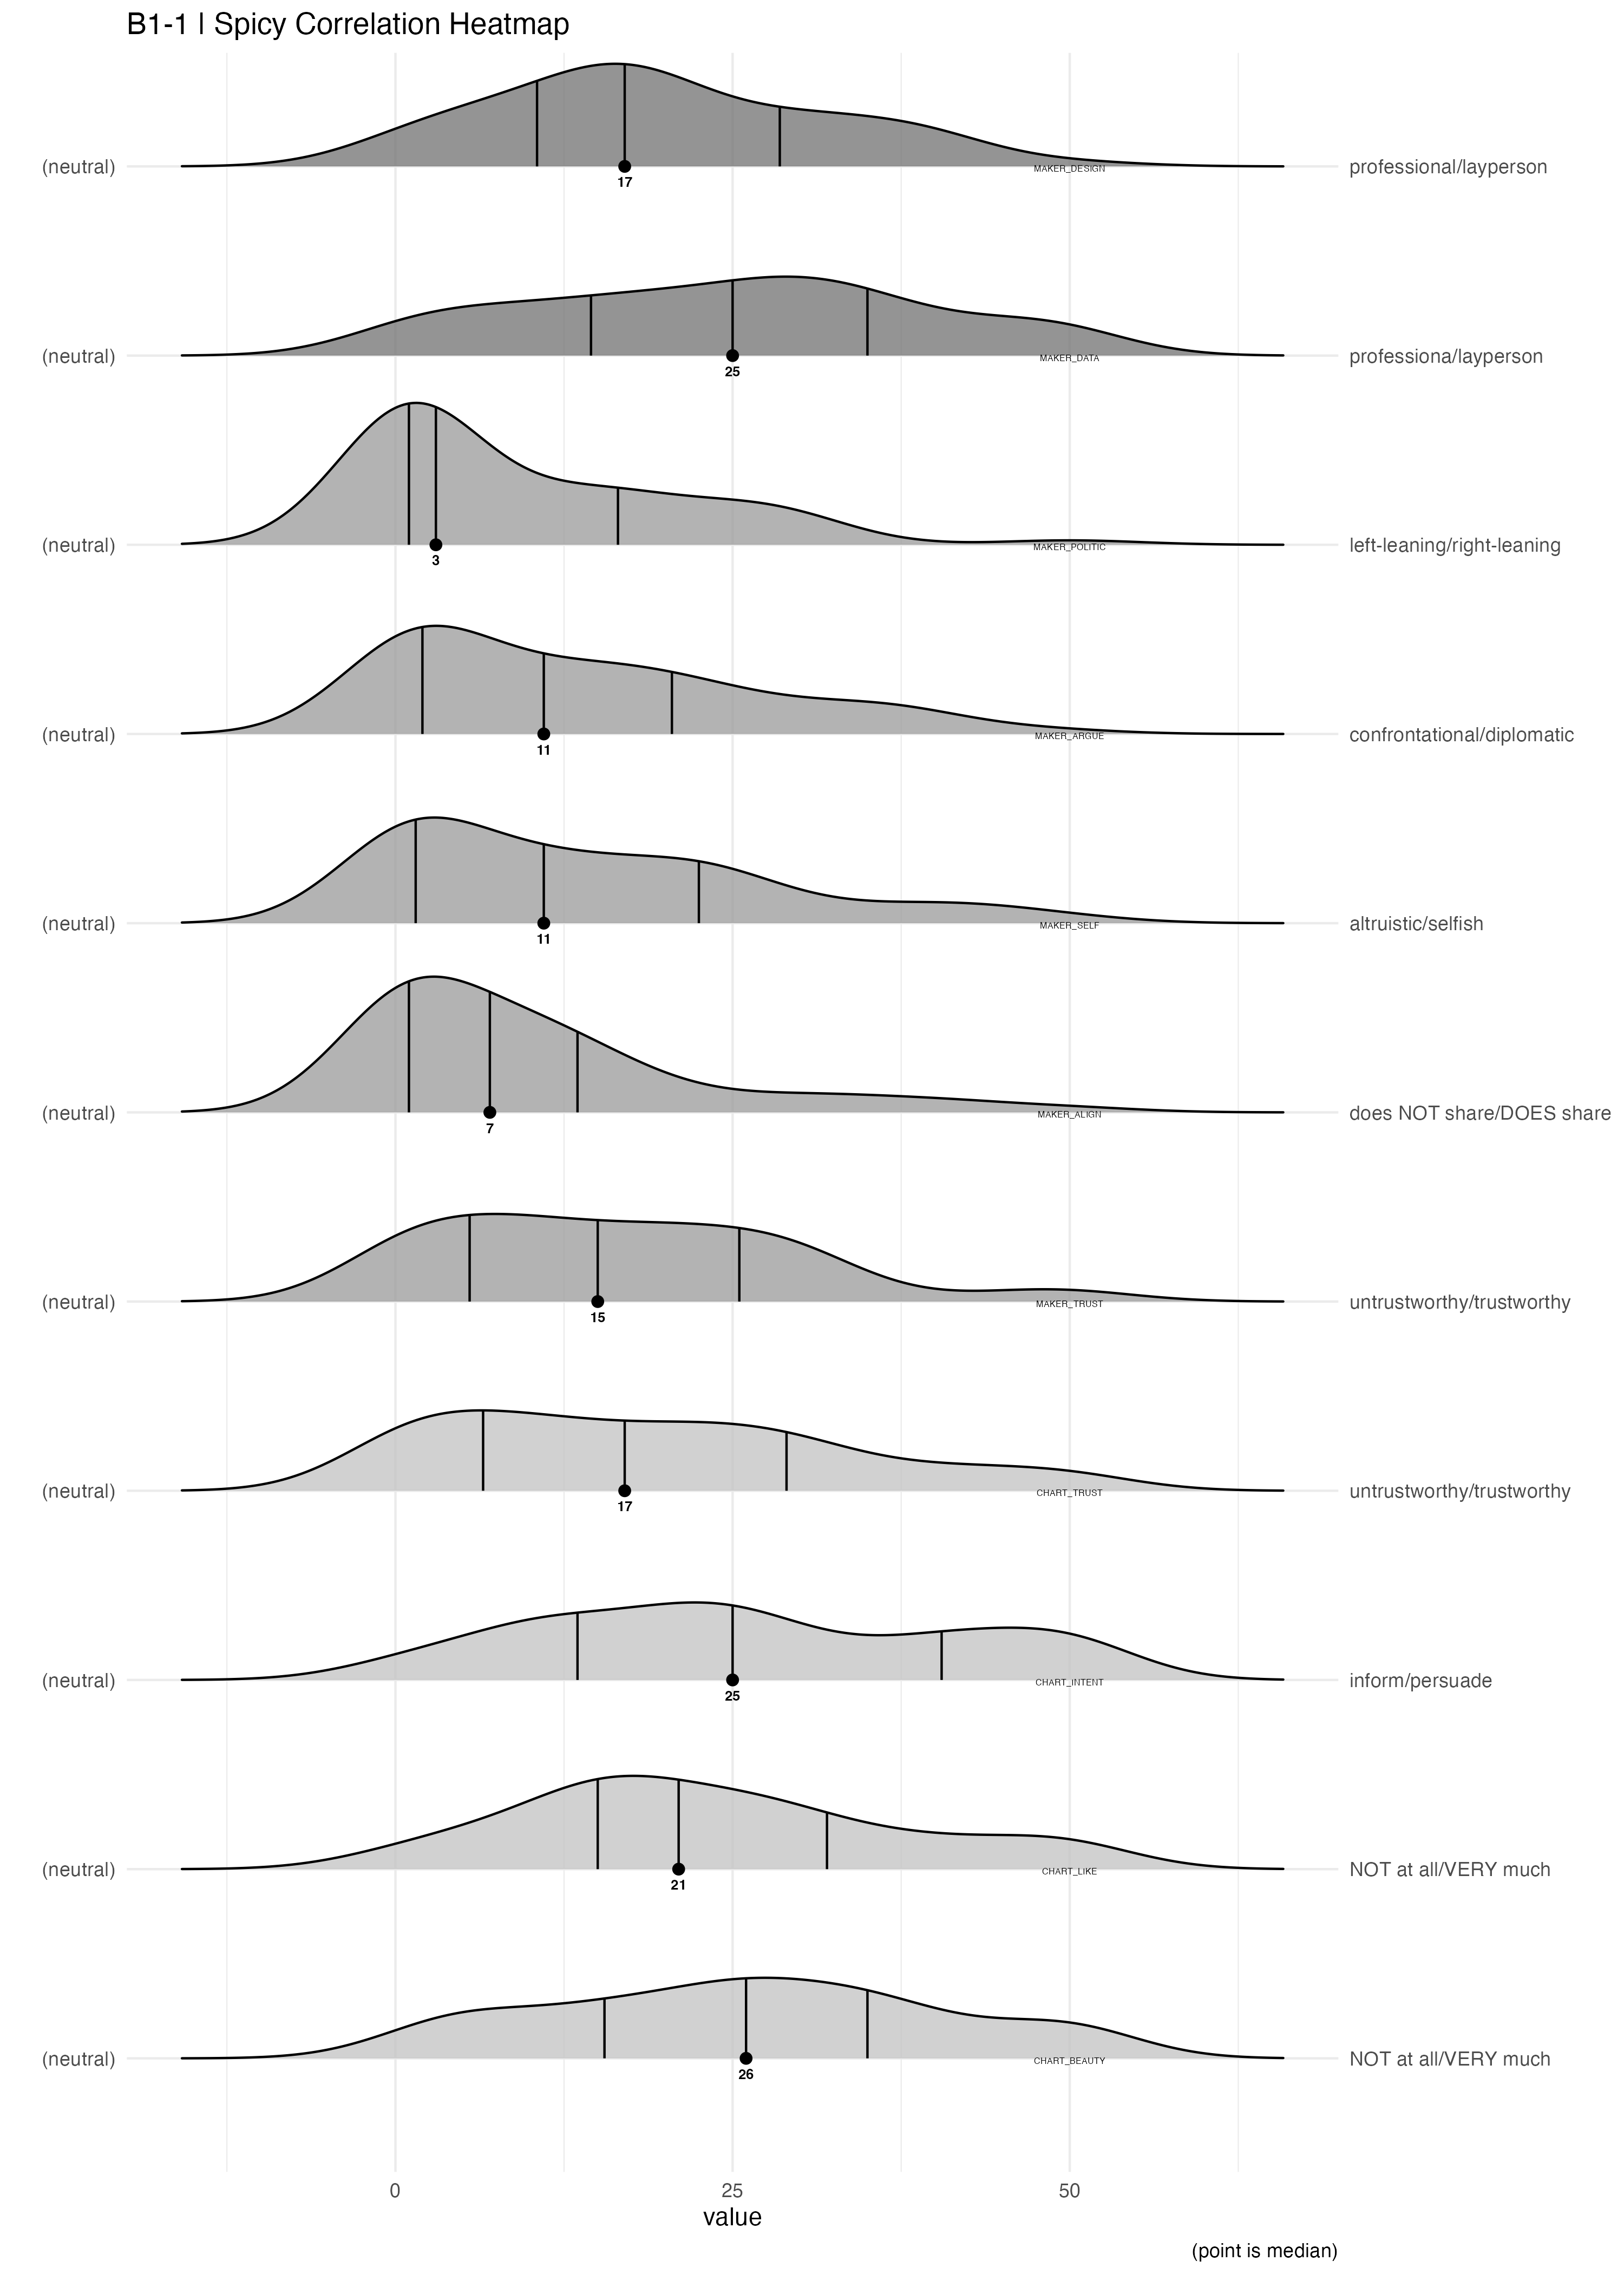 B1-1 | Spicy Correlation Heatmap
(neutral) MAKER_DESIGN professional/layperson
17
(neutral) MAKER_DATA professiona/layperson
25
(neutral) MAKER_POLITIC left-leaning/right-leaning
3
(neutral) MAKER_ARGUE confrontational/diplomatic
11
(neutral) MAKER_SELF altruistic/selfish
11
(neutral) MAKER_ALIGN does NOT share/DOES share
7
(neutral) MAKER_TRUST untrustworthy/trustworthy
15
(neutral) CHART_TRUST untrustworthy/trustworthy
17
(neutral) CHART_INTENT inform/persuade
25
(neutral) CHART_LIKE NOT at all/VERY much
21
(neutral) CHART_BEAUTY NOT at all/VERY much
26
0 25 50
value
(point is median)